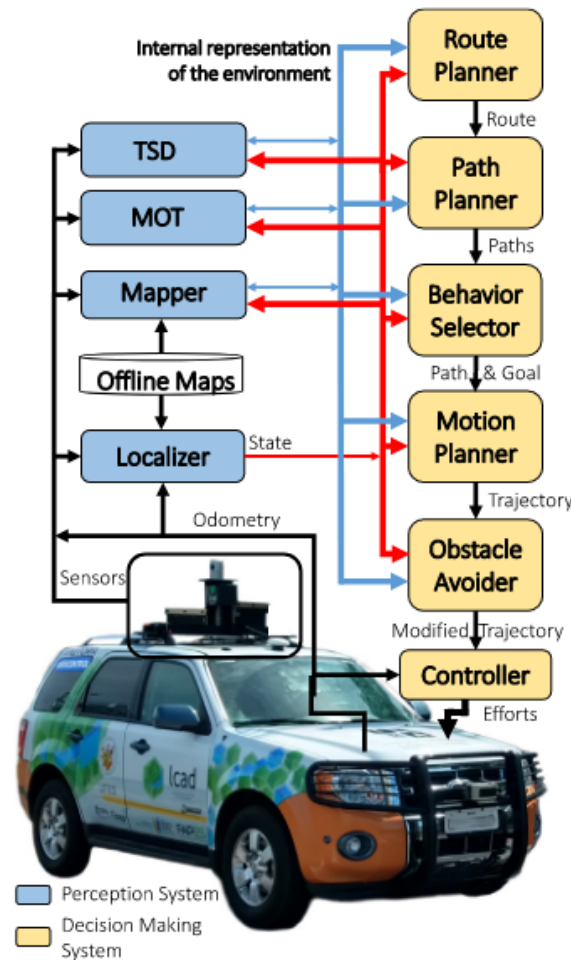 Internal representation
of the environment
Route
Planner
Route
TSD
Path
Planner
MOT
Paths
Mapper
Behavior
Selector
Offline Maps
Path & Goal
Localizer
State
Motion
Planner
Odometry
Trajectory
Sensors
Obstacle
Avoider
Modified Trajectory
Controller
Efforts
lcad
Perception System
Decision Making
System